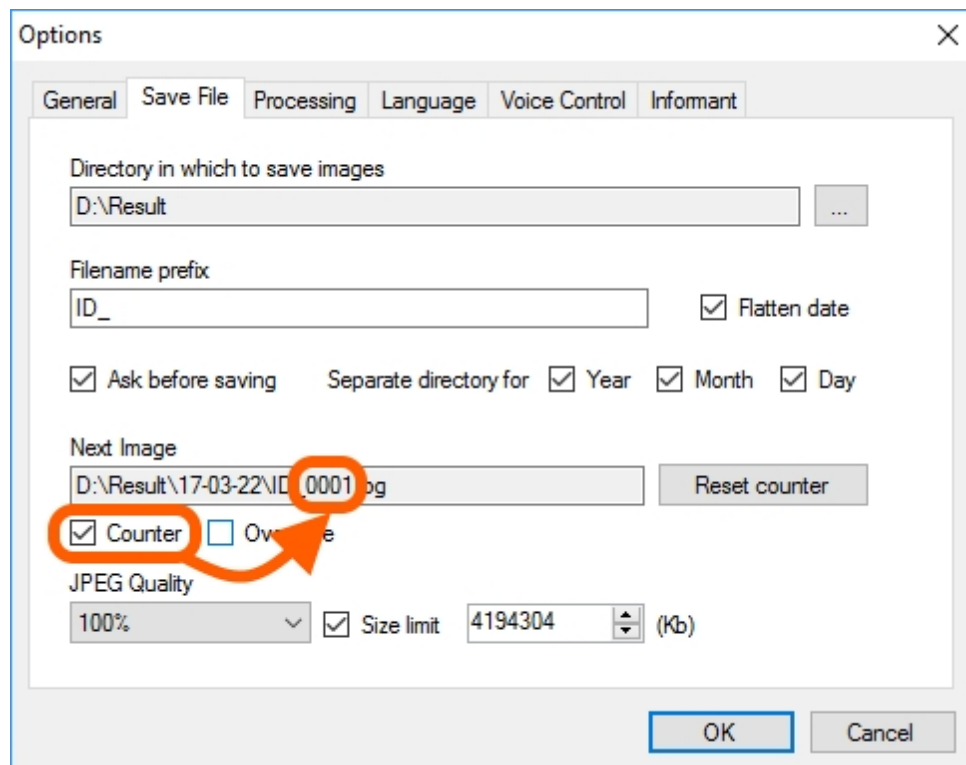 Options
General Save File Processing Language Voice Control Informant
Directory in which to save images
D:\Result ...
Filename prefix
ID_ Flatten date
Ask before saving Separate directory for Year Month Day
Next Image
D:\Result\17-03-22\ID_0001 pg Reset counter
Counter
JPEG Quality
100% Size limit 4194304 (Kb)
OK Cancel